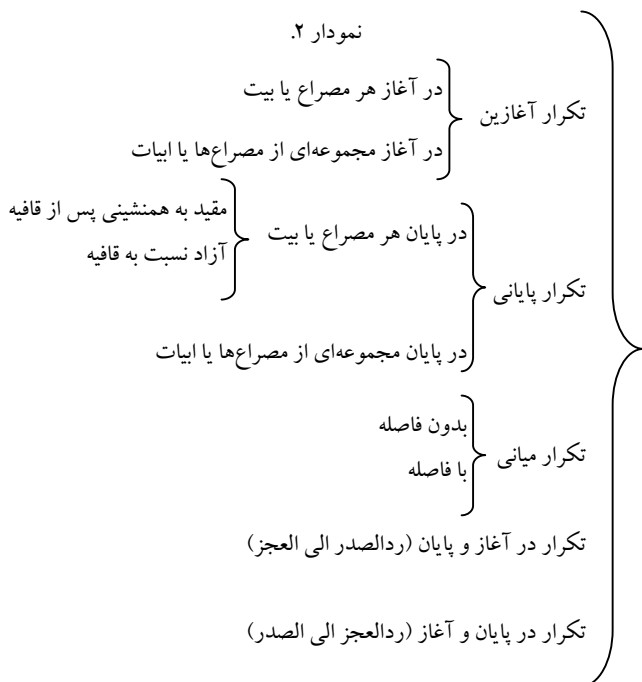 نمودار ۲.
تکرار آغازین
در آغاز هر مصراع یا بیت
در آغاز مجموعه‌ای از مصراع‌ها یا ابیات
تکرار پایانی
در پایان هر مصراع یا بیت
مقید به همنشینی پس از قافیه
آزاد نسبت به قافیه
در پایان مجموعه‌ای از مصراع‌ها یا ابیات
تکرار میانی
بدون فاصله
با فاصله
تکرار در آغاز و پایان (ردالصدر الی العجز)
تکرار در پایان و آغاز (ردالعجز الی الصدر)